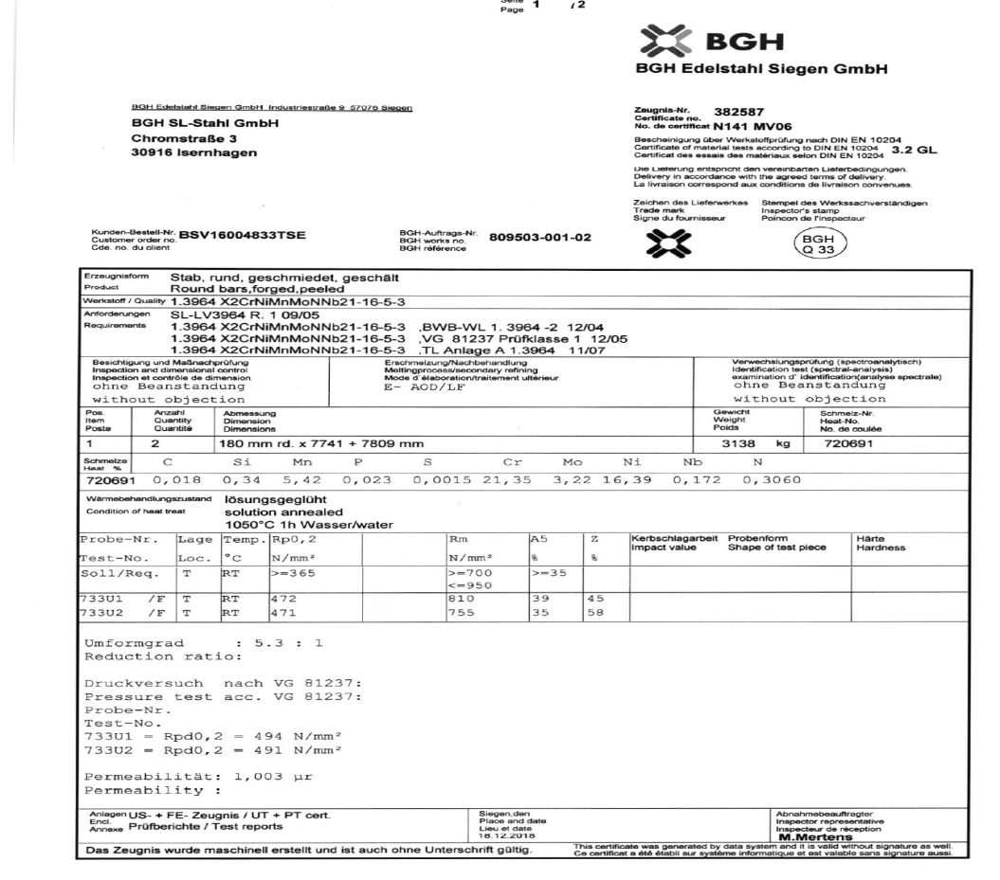 Seite 1 / 2
Page
BGH
BGH Edelstahl Siegen GmbH
BGH Edelstahl Siegen GmbH Industriestraße 9 57076 Siegen
BGH SL-Stahl GmbH
Chromstraße 3
30916 Isernhagen
Zeugnis-Nr. 382587
Certificate no.
No. de certificat N141 MV06
Bescheinigung über Werkstoffprüfung nach DIN EN 10204
Certificate of material tests according to DIN EN 10204 3.2 GL
Certificat des essais des matériaux selon DIN EN 10204
Die Lieferung entspricht den vereinbarten Lieferbedingungen.
Delivery in accordance with the agreed terms of delivery.
La livraison correspond aux conditions de livraison convenues.
Zeichen des Lieferwerkes Stempel des Werkssachverständigen
Trade mark Inspector's stamp
Signe du fournisseur Poincon de l'inspecteur
BGH
Q 33
Kunden-Bestell-Nr. BSV16004833TSE BGH-Auftrags-Nr. 809503-001-02
Customer order no. BGH works no.
Cde. no. du client BGH référence
Erzeugnisform Stab, rund, geschmiedet, geschält
Product Round bars,forged,peeled
Werkstoff / Quality 1.3964 X2CrNiMnMoNNb21-16-5-3
Anforderungen SL-LV3964 R. 1 09/05
Requirements 1.3964 X2CrNiMnMoNNb21-16-5-3 ,BWB-WL 1. 3964 -2 12/04
1.3964 X2CrNiMnMoNNb21-16-5-3 ,VG 81237 Prüfklasse 1 12/05
1.3964 X2CrNiMnMoNNb21-16-5-3 ,TL Anlage A 1.3964 11/07
Besichtigung und Maßnachprüfung Erschmelzung/Nachbehandlung Verwechslungsprüfung (spectroanalytisch)
Inspection and dimensional control Meltingprocess/secondary refining Identification test (spectral-analysis)
Inspection et contrôle de dimension Mode d´élaboration/traitement ultérieur examination d´ identification(analyse spectrale)
ohne Beanstandung E- AOD/LF ohne Beanstandung
without objection without objection
Pos. Anzahl Abmessung Gewicht Schmelz-Nr.
Item Quantity Dimension Weight Heat-No.
Poste Quantité Dimensions Poids No. de coulée
1 2 180 mm rd. x 7741 + 7809 mm 3138 kg 720691
Schmelze C Si Mn P S Cr Mo Ni Nb N
Heat %
720691 0,018 0,34 5,42 0,023 0,0015 21,35 3,22 16,39 0,172 0,3060
Wärmebehandlungszustand lösungsgeglüht
Condition of heat treat solution annealed
1050°C 1h Wasser/water
Probe-Nr. Lage Temp. Rp0,2 Rm A5 Z Kerbschlagarbeit Probenform Härte
Impact value Shape of test piece Hardness
Test-No. Loc. °C N/mm² N/mm² % %
Soll/Req. T RT >=365 >=700 >=35
<=950
733U1 /F T RT 472 810 39 45
733U2 /F T RT 471 755 35 58
Umformgrad : 5.3 : 1
Reduction ratio:
Druckversuch nach VG 81237:
Pressure test acc. VG 81237:
Probe-Nr.
Test-No.
733U1 = Rpd0,2 = 494 N/mm²
733U2 = Rpd0,2 = 491 N/mm²
Permeabilität: 1,003 µr
Permeability :
Anlagen US- + FE- Zeugnis / UT + PT cert. Siegen,den Abnahmebeauftragter
Encl. Place and date Inspector representative
Annexe Prüfberichte / Test reports Lieu et date Inspecteur de réception
18.12.2018 M.Mertens
Das Zeugnis wurde maschinell erstellt und ist auch ohne Unterschrift gültig. This certificate was generated by data system and it is valid without signature as well.
Ce certificat a été établi sur système informatique et est valable sans signature aussi.